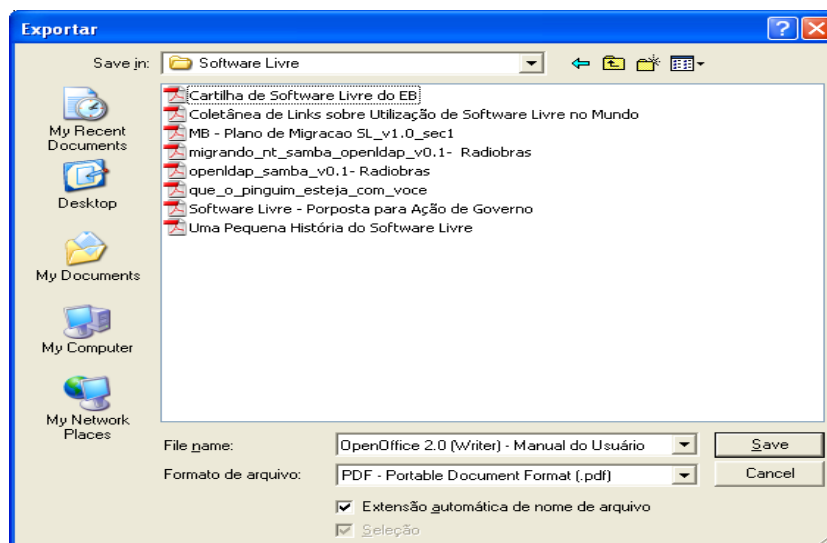 Exportar
Save in: Software Livre
My Recent
Documents
Desktop
My Documents
My Computer
My Network
Places
Cartilha de Software Livre do EB
Coletânea de Links sobre Utilização de Software Livre no Mundo
MB - Plano de Migracao SL_v1.0_sec1
migrando_nt_samba_openldap_v0.1- Radiobras
openldap_samba_v0.1- Radiobras
que_o_pinguim_esteja_com_voce
Software Livre - Porposta para Ação de Governo
Uma Pequena História do Software Livre
File name: OpenOffice 2.0 (Writer) - Manual do Usuário Save
Formato de arquivo: PDF - Portable Document Format (.pdf) Cancel
Extensão automática de nome de arquivo
Seleção